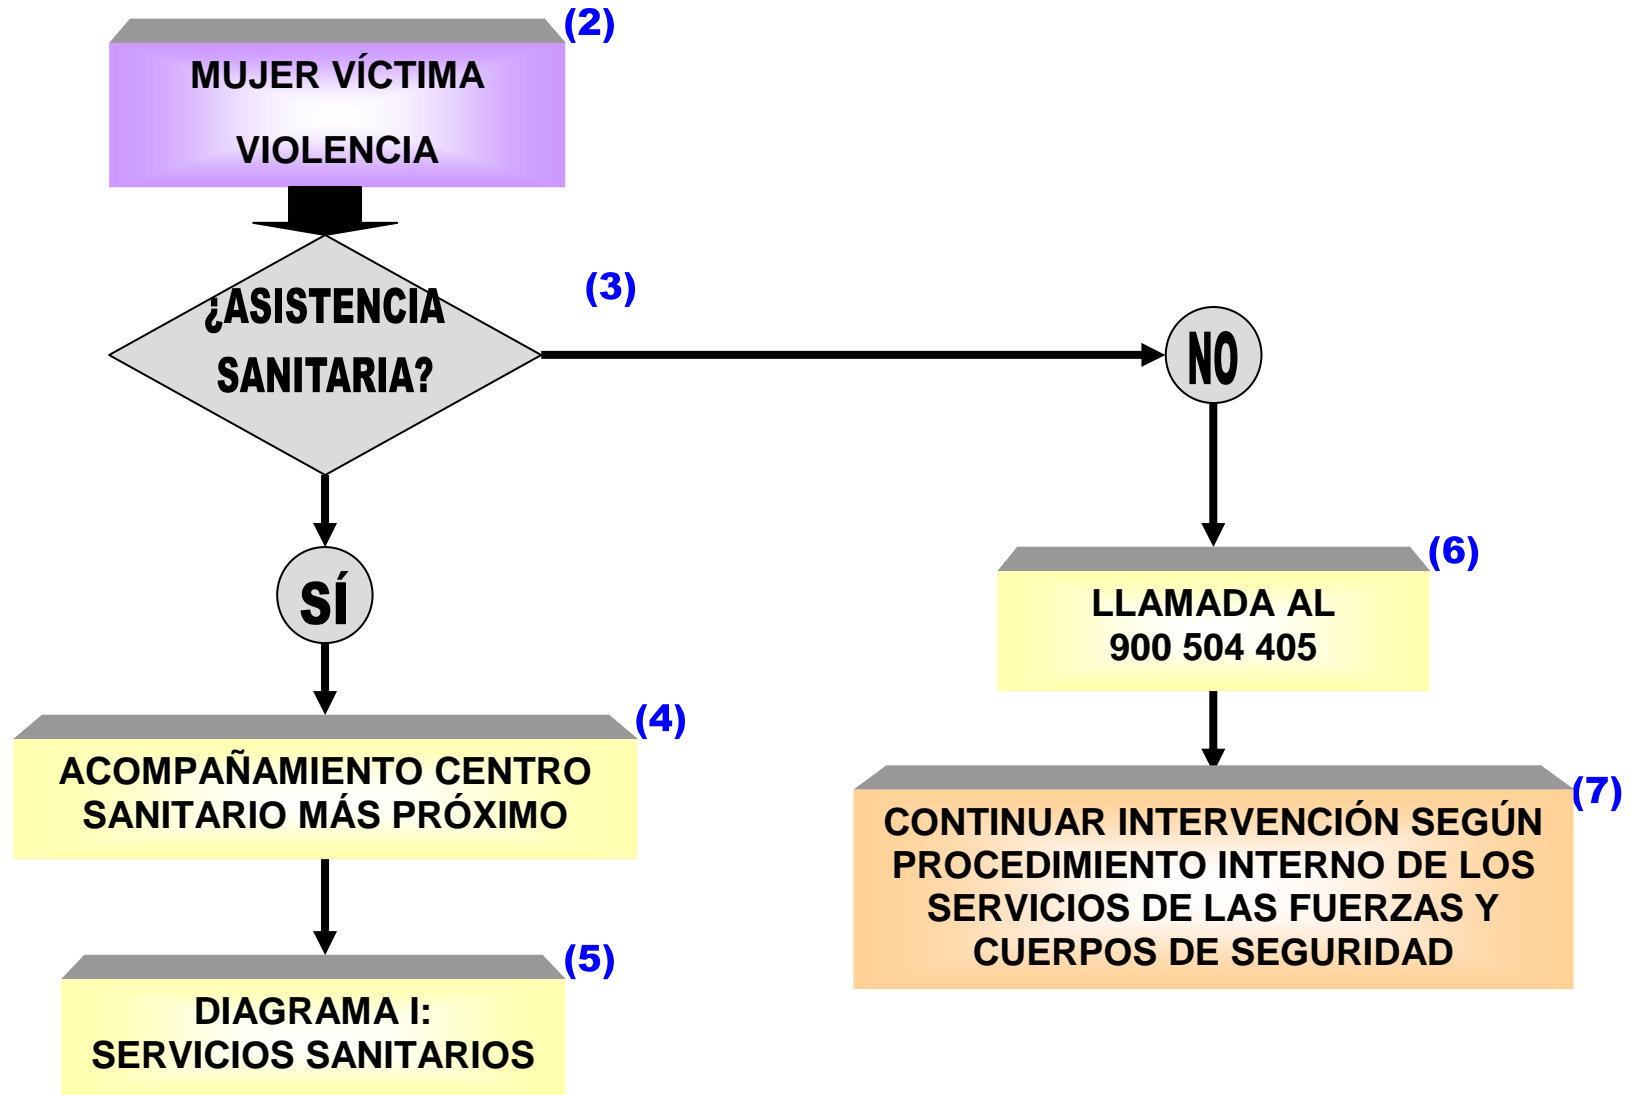 (2)
MUJER VÍCTIMA
VIOLENCIA
(3)
¿ASISTENCIA
SANITARIA?
NO
SÍ
(6)
LLAMADA AL
900 504 405
(4)
ACOMPAÑAMIENTO CENTRO
SANITARIO MÁS PRÓXIMO
(7)
CONTINUAR INTERVENCIÓN SEGÚN
PROCEDIMIENTO INTERNO DE LOS
SERVICIOS DE LAS FUERZAS Y
CUERPOS DE SEGURIDAD
(5)
DIAGRAMA I:
SERVICIOS SANITARIOS